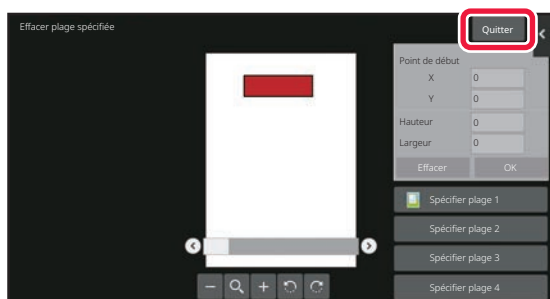 Effacer plage spécifiée
Quitter
Point de début
X 0
Y 0
Hauteur 0
Largeur 0
Effacer OK
Spécifier plage 1
Spécifier plage 2
Spécifier plage 3
Spécifier plage 4